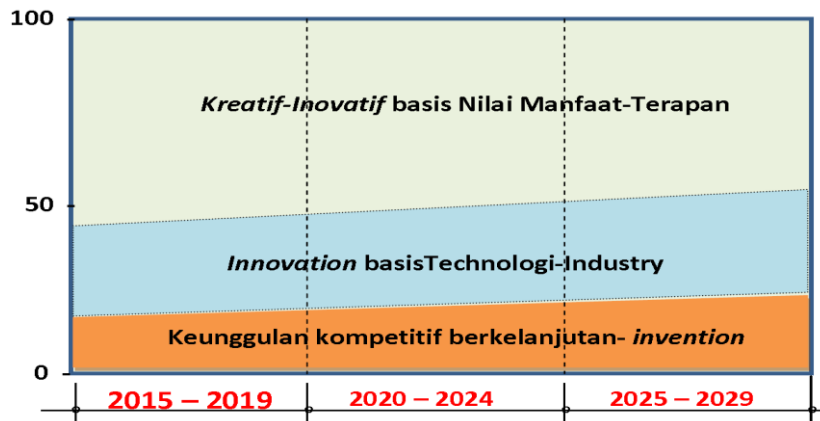 100
Kreatif-Inovatif basis Nilai Manfaat-Terapan
50
Innovation basisTechnologi-Industry
Keunggulan kompetitif berkelanjutan- invention
0
2015 – 2019 2020 – 2024 2025 – 2029